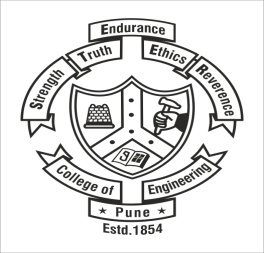 Endurance
Strength Truth Ethics Reverence
College of Engineering
★ Pune ★
Estd.1854